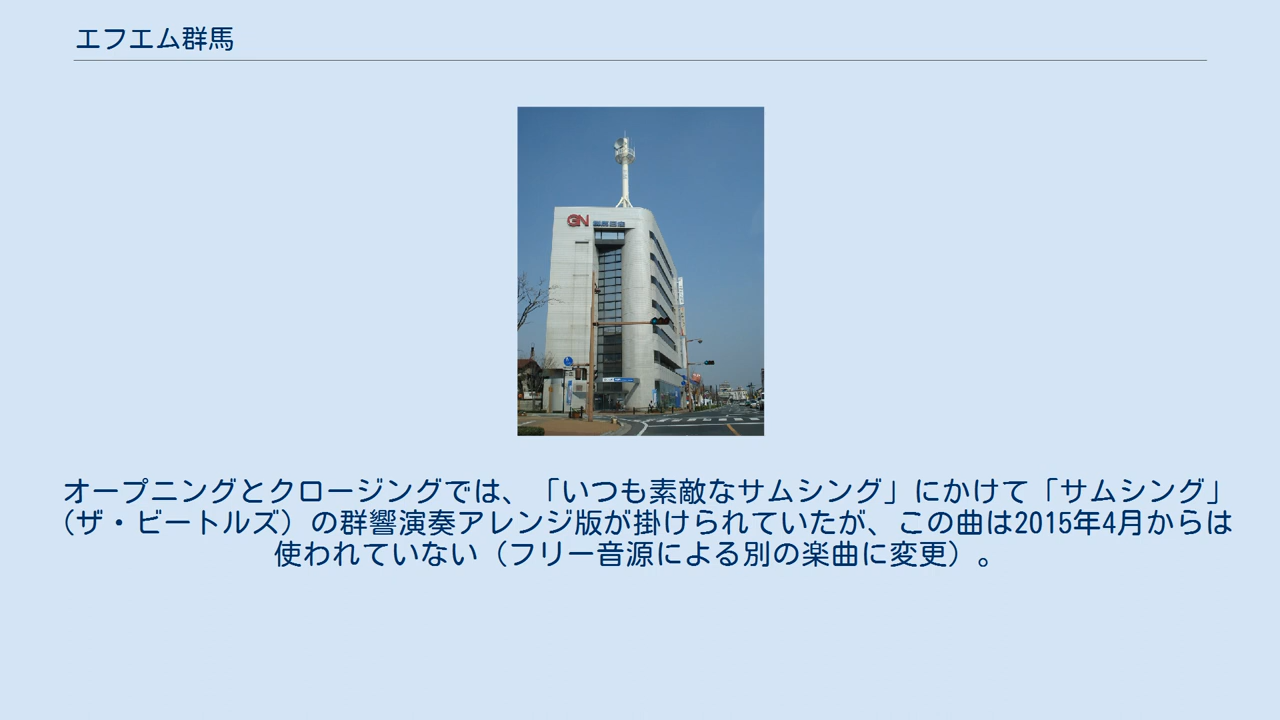 エフエム群馬
GN
オープニングとクロージングでは、「いつも素敵なサムシング」にかけて「サムシング」
（ザ・ビートルズ）の群響演奏アレンジ版が掛けられていたが、この曲は2015年4月からは
使われていない（フリー音源による別の楽曲に変更）。